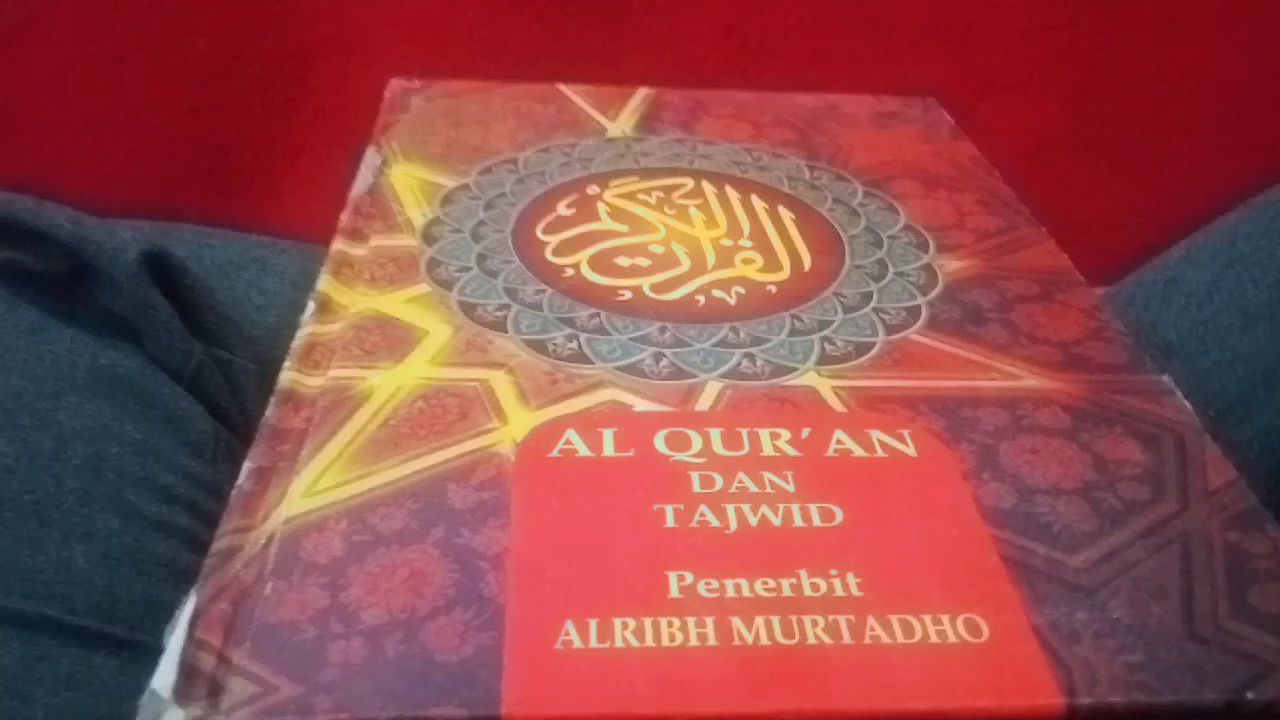 القرآن الكريم
AL QUR'AN
DAN
TAJWID
Penerbit
ALRIBH MURTADHO